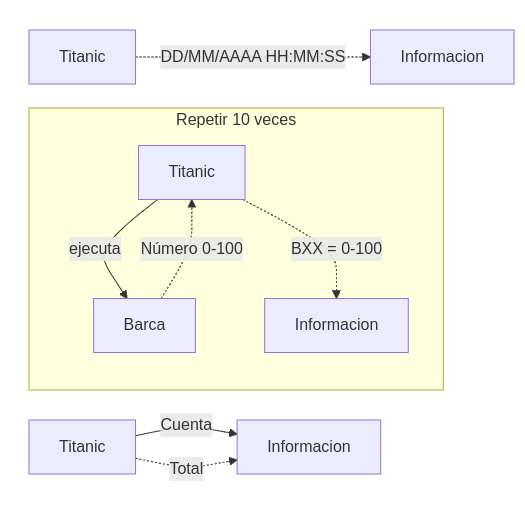 Titanic
DD/MM/AAAA HH:MM:SS
Informacion
Repetir 10 veces
Titanic
ejecuta
Número 0-100
BXX = 0-100
Barca
Informacion
Titanic
Cuenta
Total
Informacion